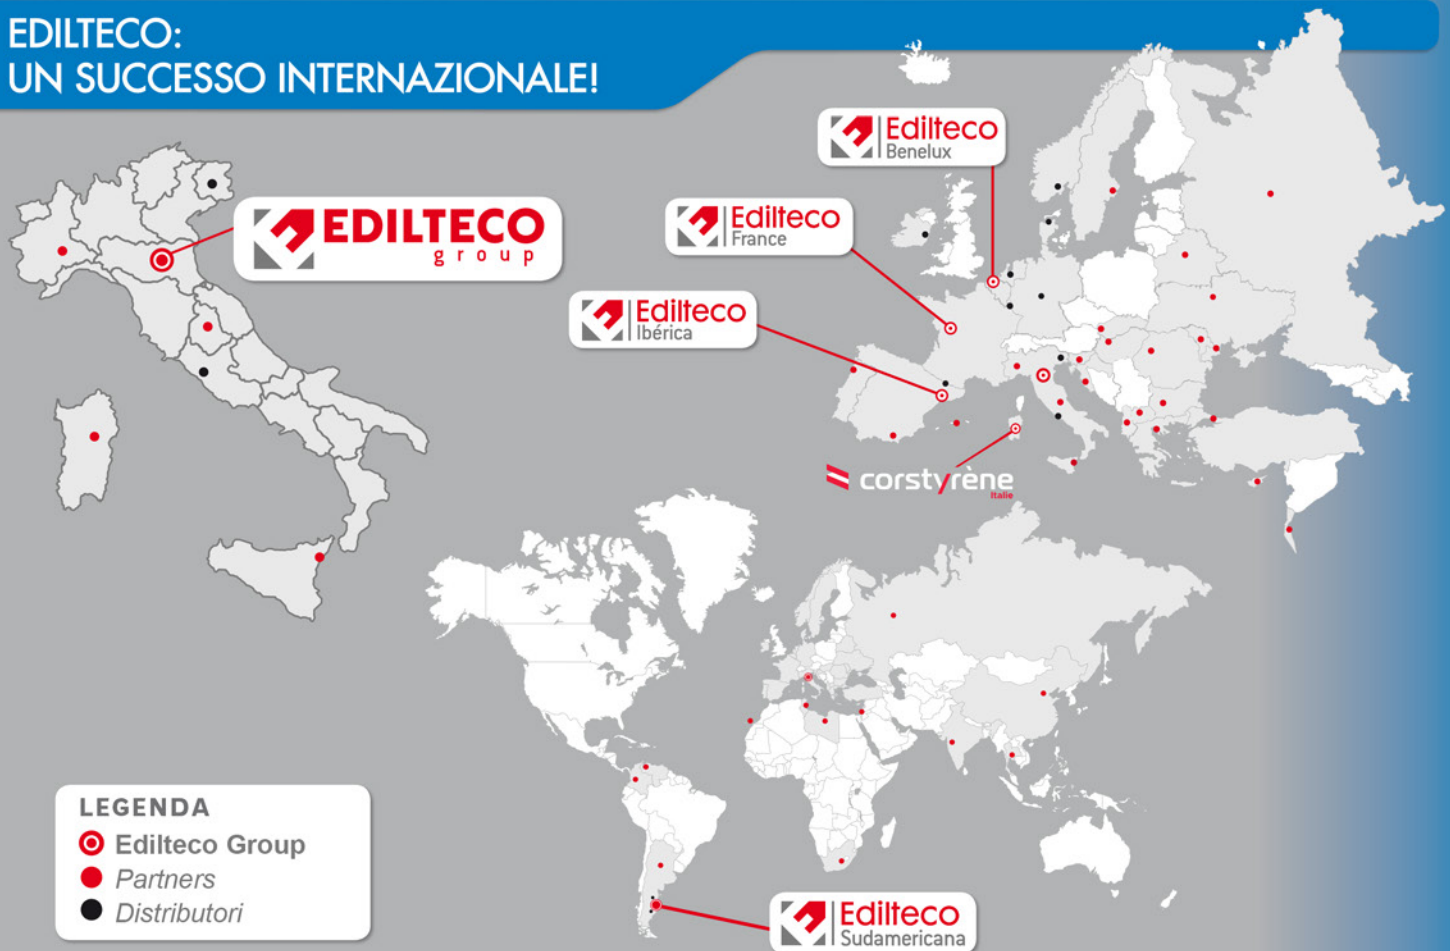 EDILTECO:
UN SUCCESSO INTERNAZIONALE!
EDILTECO
group
Edilteco
Benelux
Edilteco
France
Edilteco
Ibérica
corstyrène
Italie
LEGENDA
Edilteco Group
Partners
Distributori
Edilteco
Sudamericana